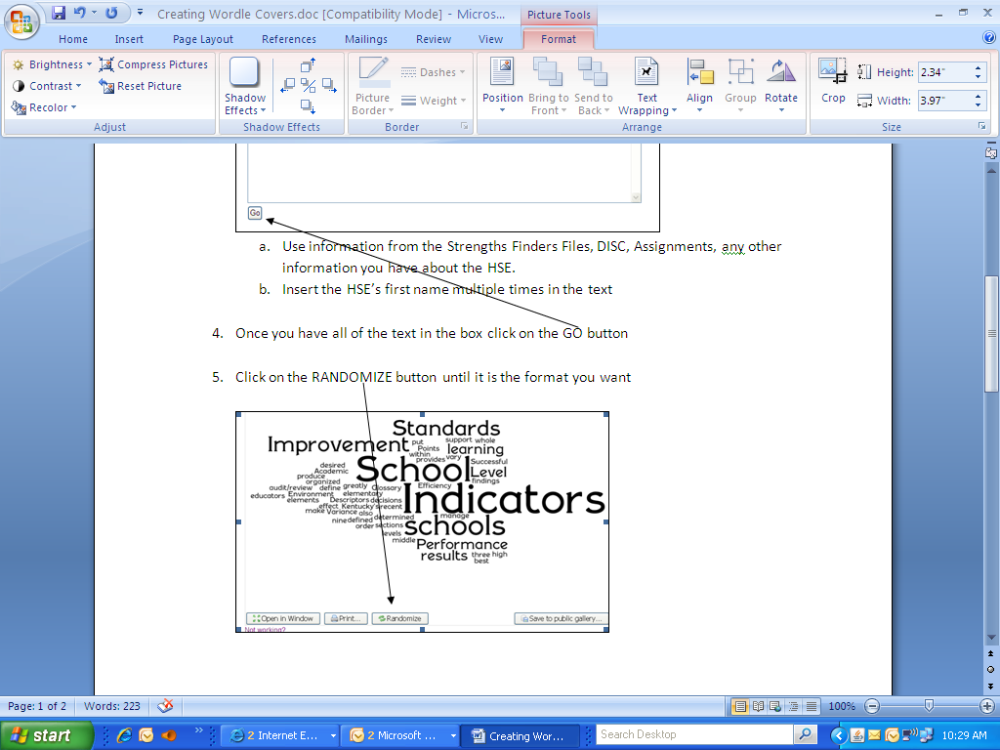 Creating Wordle Covers.doc [Compatibility Mode] - Micros...
Picture Tools
Home Insert Page Layout References Mailings Review View Format
Brightness Compress Pictures
Contrast Reset Picture
Recolor
Adjust
Shadow Effects
Shadow Effects
Picture Border
Dashes
Weight
Border
Position Bring to Front Send to Back Text Wrapping Align Group Rotate
Arrange
Crop
Height: 2.34"
Width: 3.97"
Size
Go
a. Use information from the Strengths Finders Files, DISC, Assignments, any other
information you have about the HSE.
b. Insert the HSE's first name multiple times in the text
4. Once you have all of the text in the box click on the GO button
5. Click on the RANDOMIZE button until it is the format you want
Standards
Improvement put support whole
Points learning
within provides vary
desired School Successful
Academic Level
produce findings
organized
audit/review define greatly Glossary Efficiency
educators Environment elementary Indicators
elements Descriptors decisions
effect Kentucky's recent
make Variance also
nine defined determined manage
order sections schools
levels
middle Performance
results three high
best
Open in Window Print... Randomize Save to public gallery...
Not working?
Page: 1 of 2 Words: 223 100%
start 2 Internet E... 2 Microsoft ... Creating Wor... Search Desktop 10:29 AM